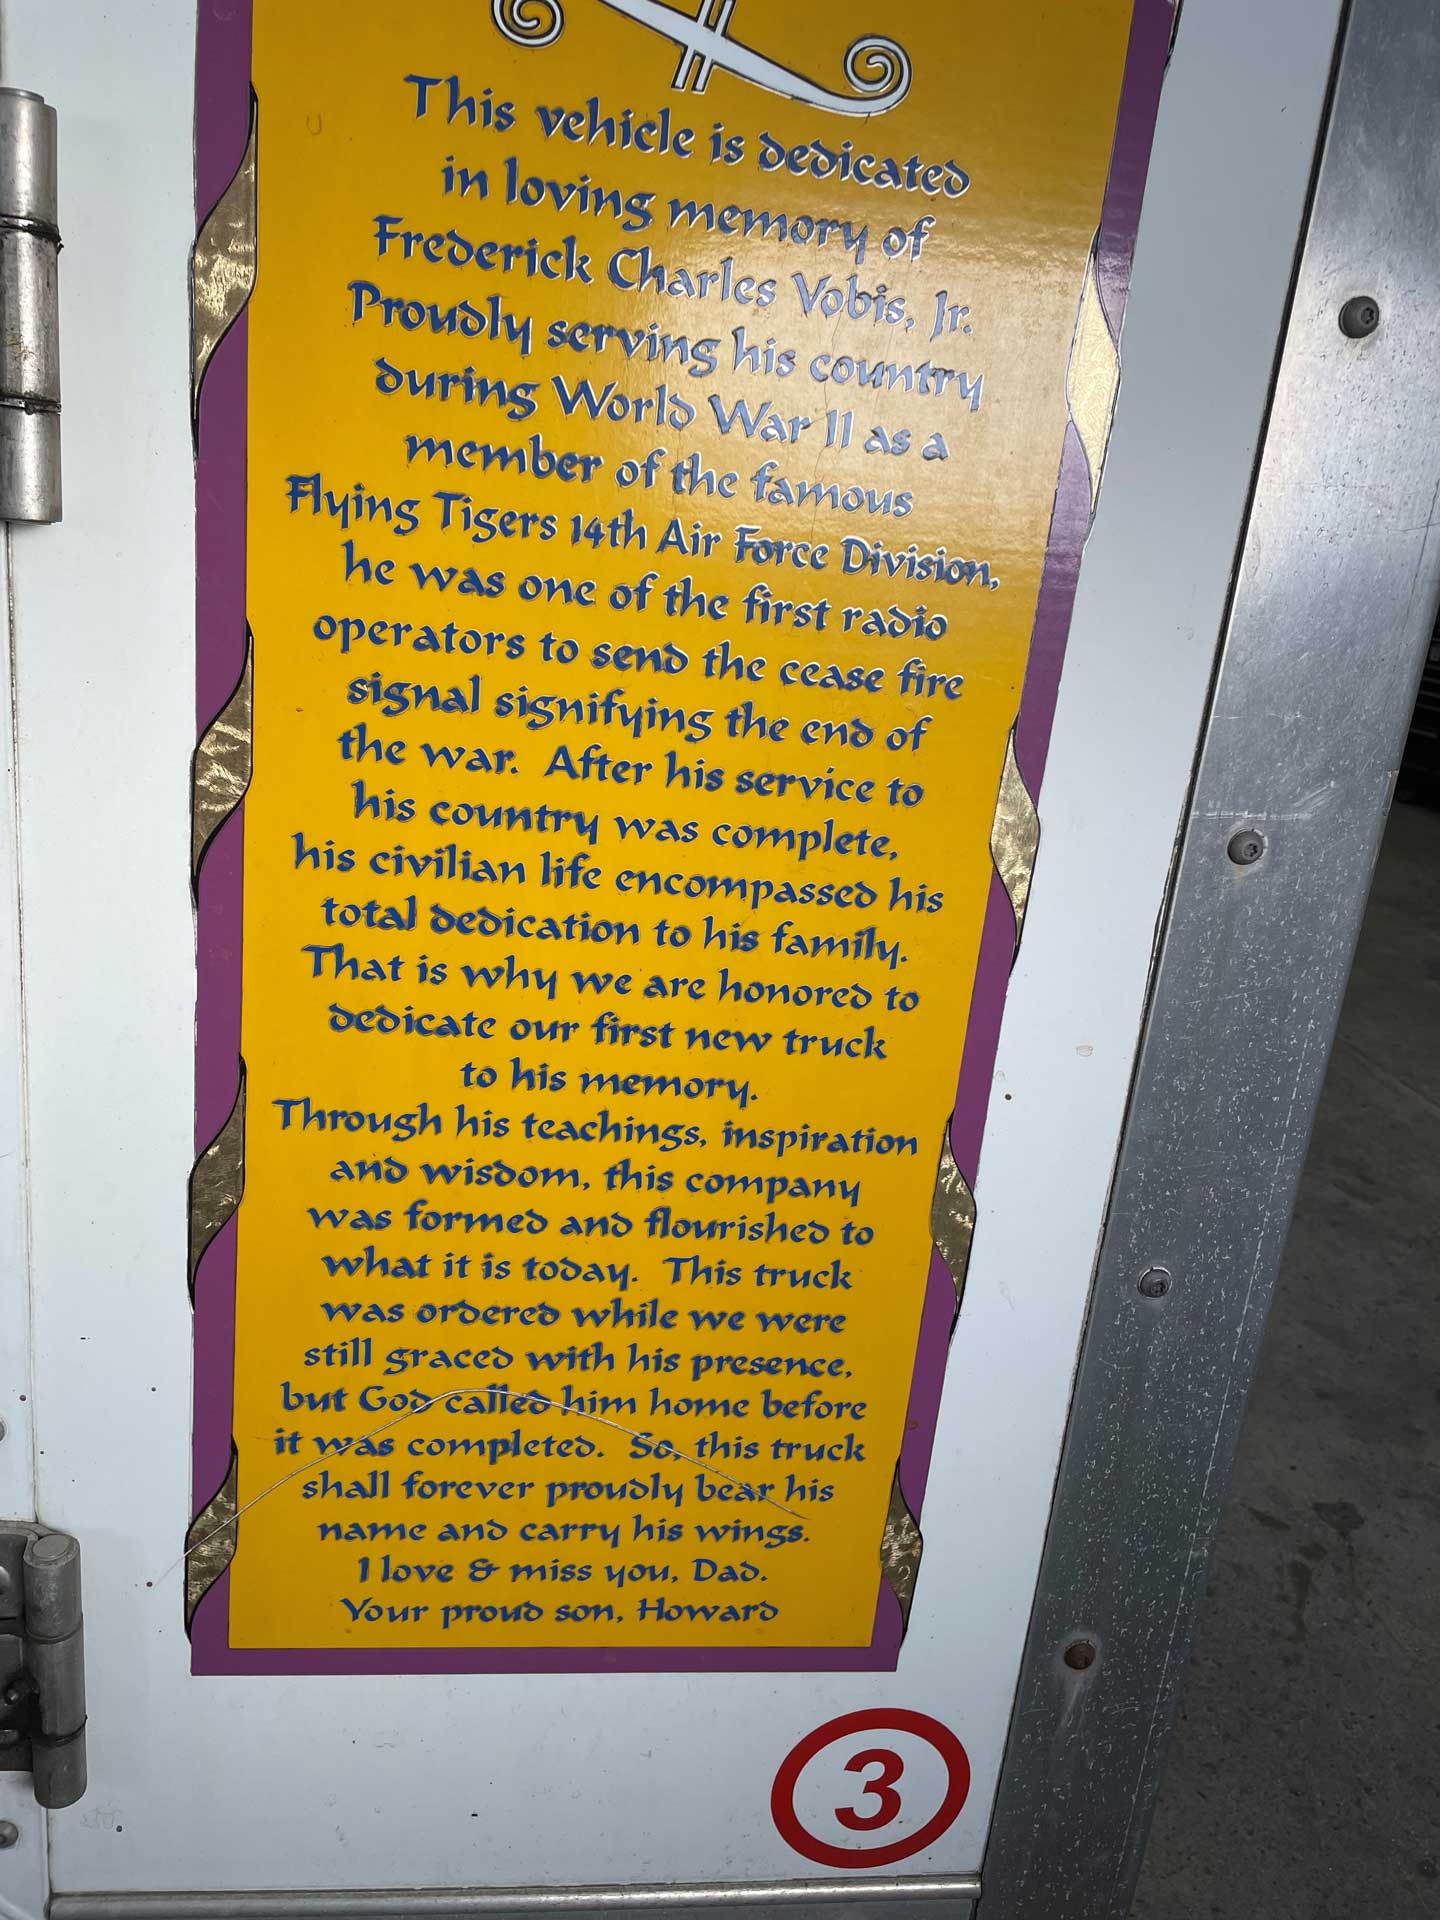 This vehicle is dedicated
in loving memory of
Frederick Charles Vobis, Jr.
Proudly serving his country
during World War II as a
member of the famous
Flying Tigers 14th Air Force Division,
he was one of the first radio
operators to send the cease fire
signal signifying the end of
the war. After his service to
his country was complete,
his civilian life encompassed his
total dedication to his family.
That is why we are honored to
dedicate our first new truck
to his memory.
Through his teachings, inspiration
and wisdom, this company
was formed and flourished to
what it is today. This truck
was ordered while we were
still graced with his presence,
but God called him home before
it was completed. So, this truck
shall forever proudly bear his
name and carry his wings.
I love & miss you, Dad.
Your proud son, Howard
3